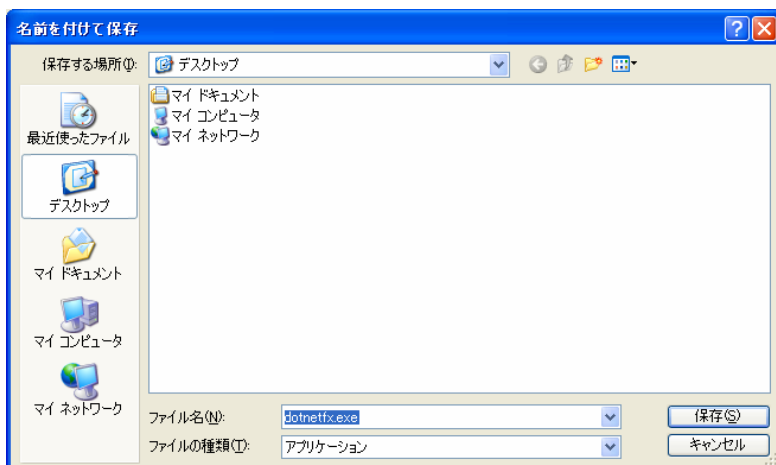 名前を付けて保存
保存する場所(I):
デスクトップ
最近使ったファイル
デスクトップ
マイ ドキュメント
マイ コンピュータ
マイ ネットワーク
マイ ドキュメント
マイ コンピュータ
マイ ネットワーク
ファイル名(N):
dotnetfx.exe
保存(S)
ファイルの種類(T):
アプリケーション
キャンセル